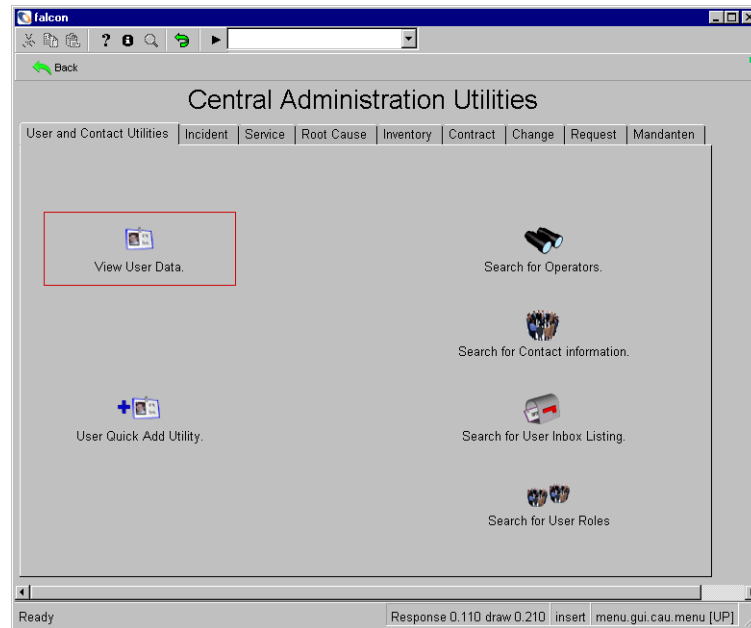 falcon
Back
Central Administration Utilities
User and Contact Utilities Incident Service Root Cause Inventory Contract Change Request Mandanten
View User Data.
Search for Operators.
Search for Contact information.
User Quick Add Utility.
Search for User Inbox Listing.
Search for User Roles
Ready Response 0.110 draw 0.210 insert menu.gui.cau.menu [UP]